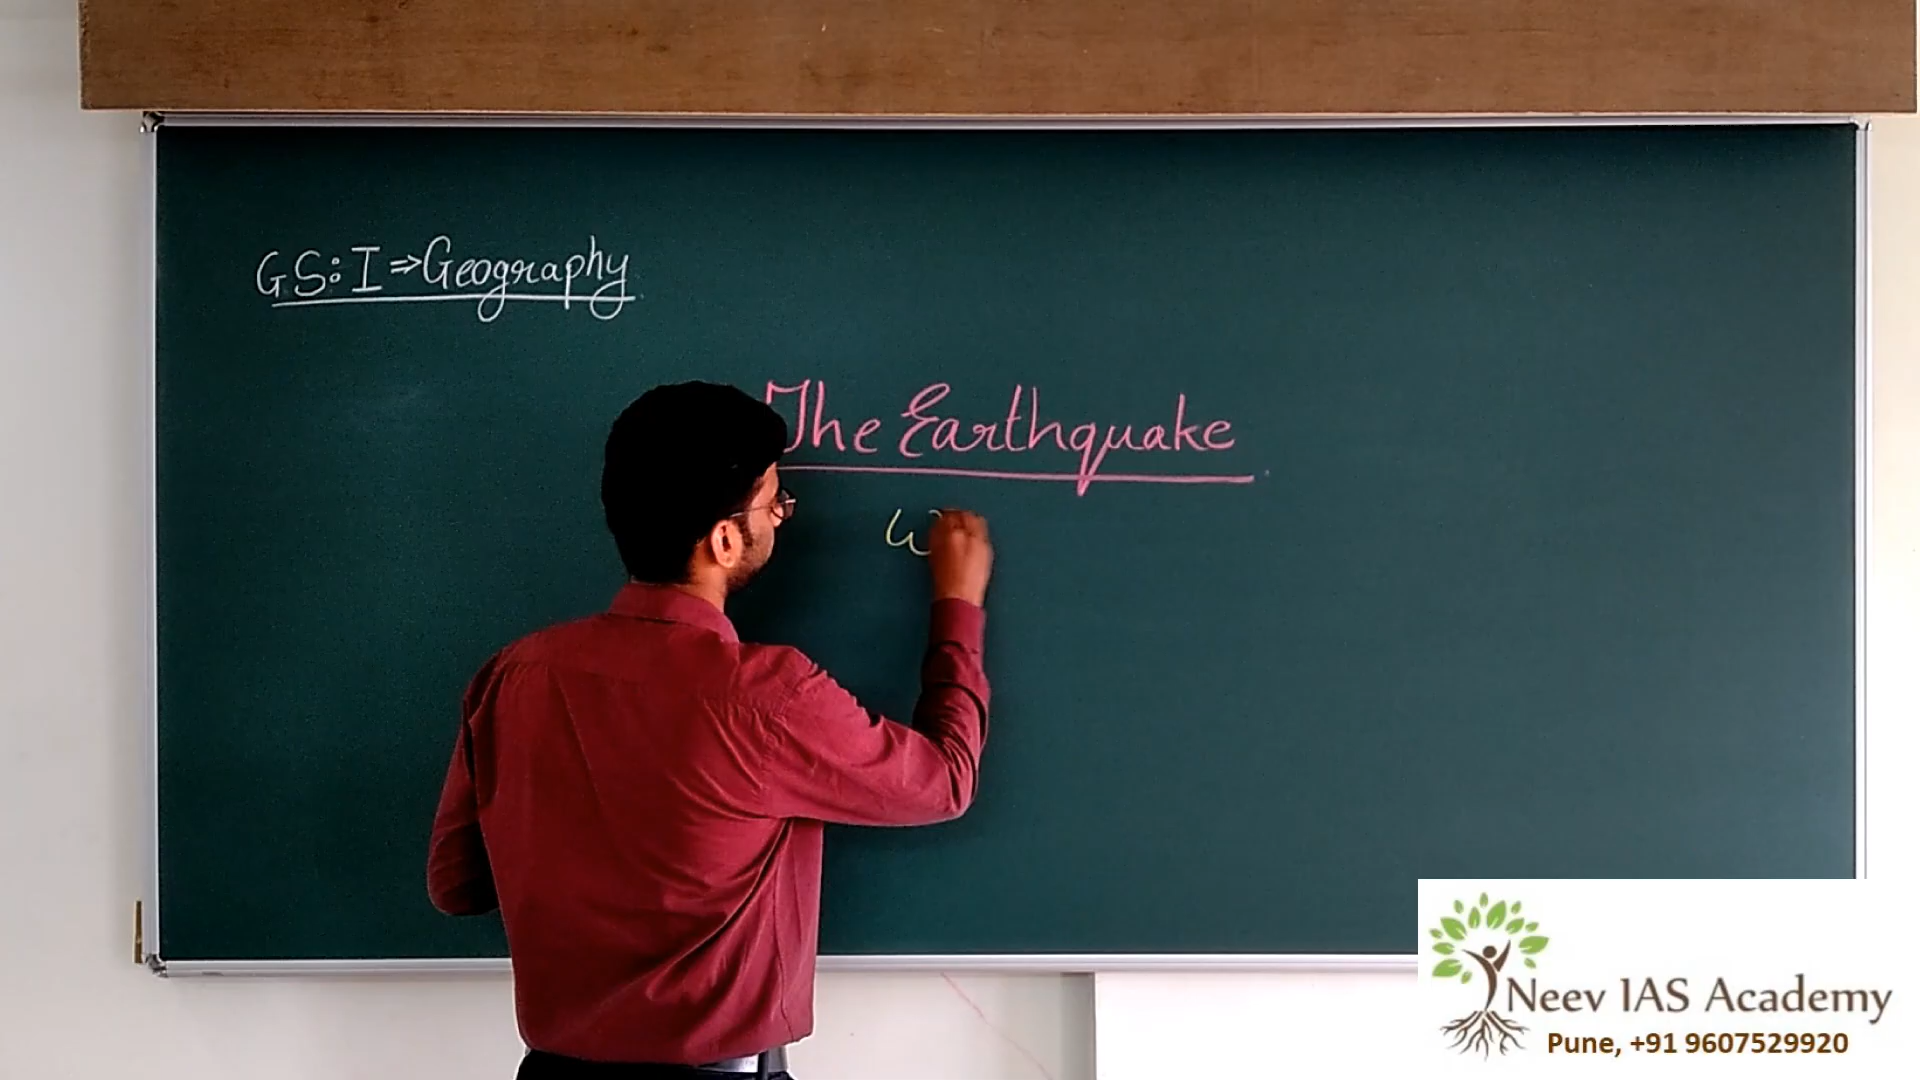 GS:I⇒Geography
The Earthquake
W
Neev IAS Academy
Pune, +91 9607529920